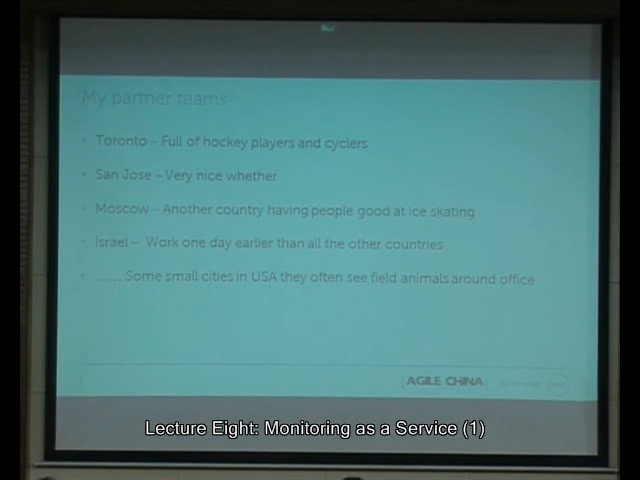 My partner teams
• Toronto – Full of hockey players and cyclers
• San Jose – Very nice whether
• Moscow – Another country having people good at ice skating
• Israel – Work one day earlier than all the other countries
• …… Some small cities in USA they often see field animals around office
AGILE CHINA
Lecture Eight: Monitoring as a Service (1)